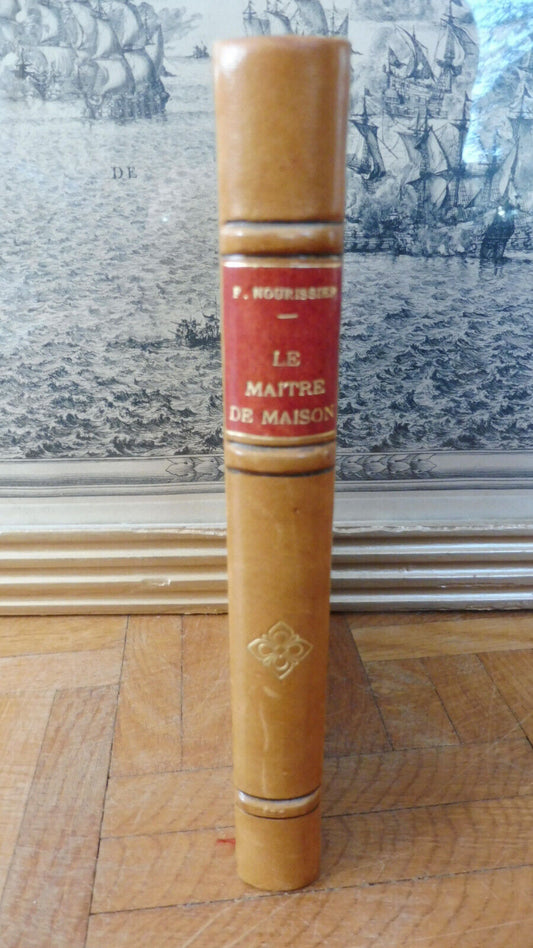 DE
F. NOURISSIER
LE
MAITRE
DE MAISON